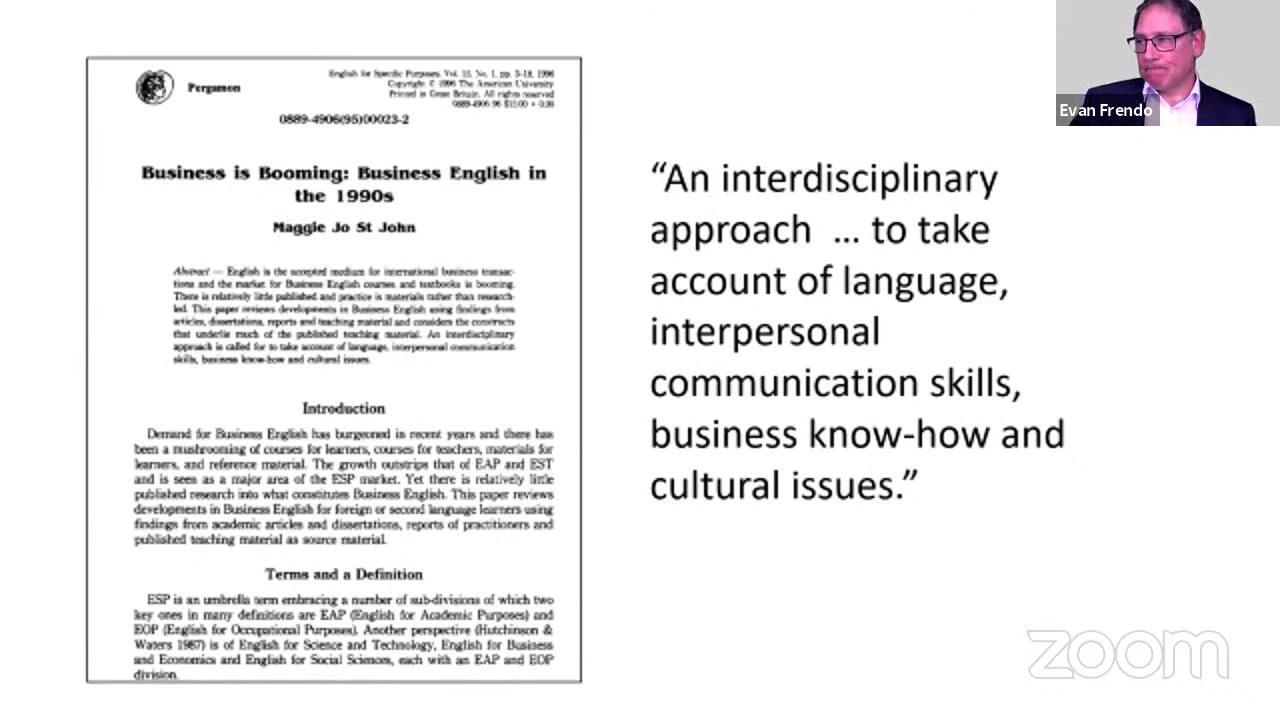 Pergamon
English for Specific Purposes, Vol. 15, No. 1, pp. 3-18, 1996
Copyright © 1996 The American University
Printed in Great Britain. All rights reserved
0889-4906/96 $15.00 + 0.00
0889-4906(95)00023-2
Business is Booming: Business English in
the 1990s
Maggie Jo St John
Abstract — English is the accepted medium for international business transac-
tions and the market for Business English courses and textbooks is booming.
There is relatively little published and practice is materials rather than research-
led. This paper reviews developments in Business English using findings from
articles, dissertations, reports and teaching material and considers the constructs
that underlie much of the published teaching material. An interdisciplinary
approach is called for to take account of language, interpersonal communication
skills, business know-how and cultural issues.
Introduction
Demand for Business English has burgeoned in recent years and there has
been a mushrooming of courses for learners, courses for teachers, materials for
learners, and reference material. The growth outstrips that of EAP and EST
and is seen as a major area of the ESP market. Yet there is relatively little
published research into what constitutes Business English. This paper reviews
developments in Business English for foreign or second language learners using
findings from academic articles and dissertations, reports of practitioners and
published teaching material as source material.
Terms and a Definition
ESP is an umbrella term embracing a number of sub-divisions of which two
key ones in many definitions are EAP (English for Academic Purposes) and
EOP (English for Occupational Purposes). Another perspective (Hutchinson &
Waters 1987) is of English for Science and Technology, English for Business
and Economics and English for Social Sciences, each with an EAP and EOP
division.
“An interdisciplinary
approach … to take
account of language,
interpersonal
communication skills,
business know-how and
cultural issues.”
Evan Frendo
zoom